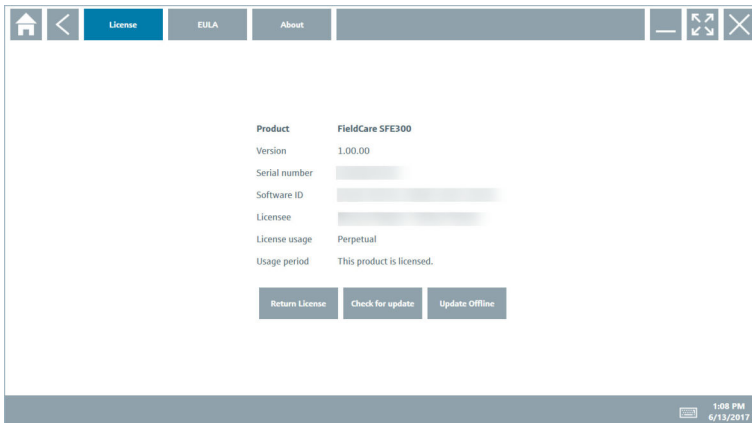 License EULA About
Product FieldCare SFE300
Version 1.00.00
Serial number
Software ID
Licensee
License usage Perpetual
Usage period This product is licensed.
Return License Check for update Update Offline
1:08 PM
6/13/2017